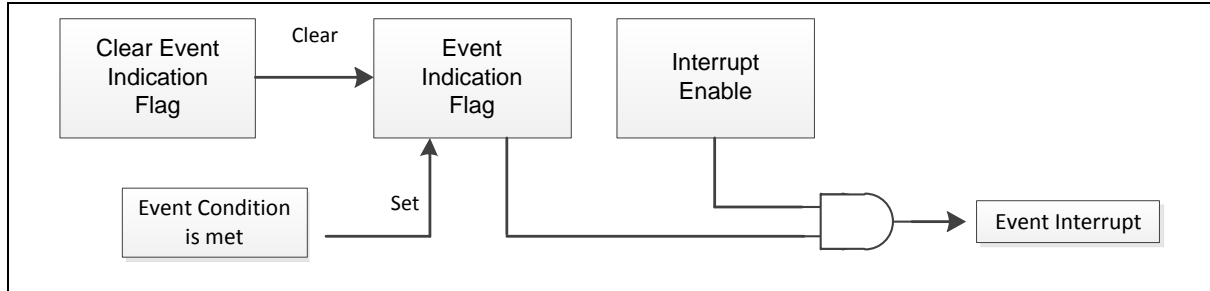 Clear Event
Indication
Flag
Clear
Event
Indication
Flag
Interrupt
Enable
Event Condition
is met
Set
Event Interrupt